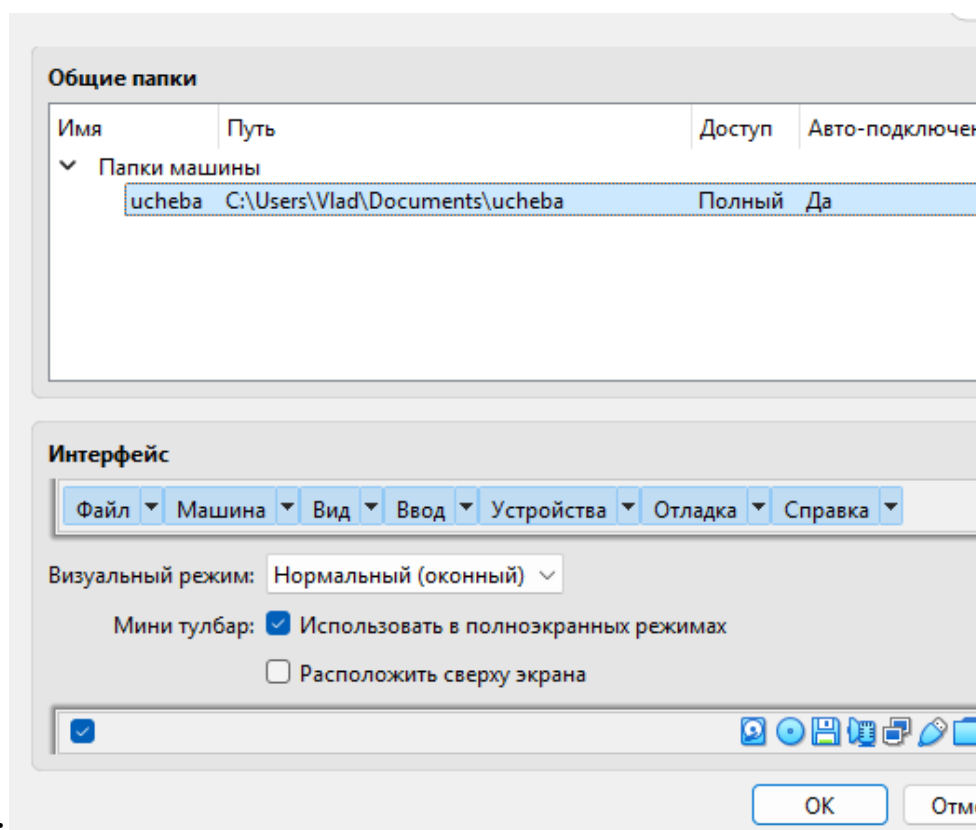 Общие папки
Имя Путь Доступ Авто-подключен
Папки машины
ucheba C:\Users\Vlad\Documents\ucheba Полный Да
Интерфейс
Файл Машина Вид Ввод Устройства Отладка Справка
Визуальный режим: Нормальный (оконный)
Мини тулбар: Использовать в полноэкранных режимах
Расположить сверху экрана
OK Отм
.